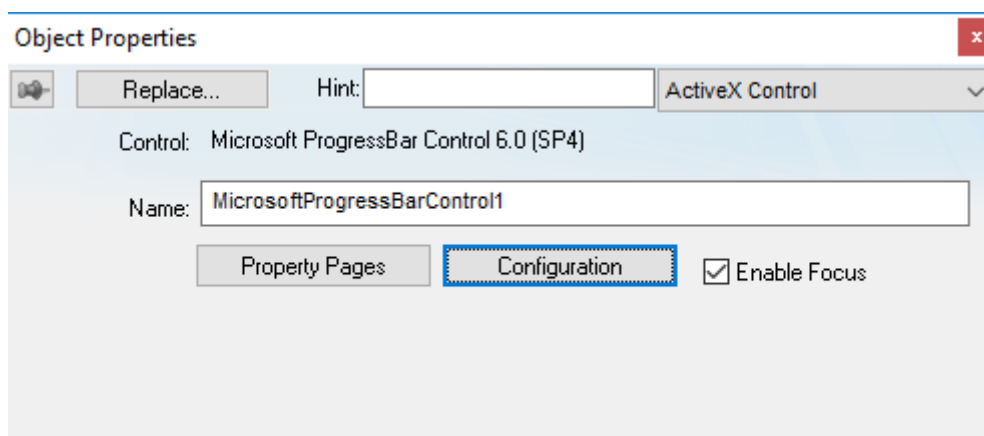 Object Properties
x
Replace... Hint: ActiveX Control
Control: Microsoft ProgressBar Control 6.0 (SP4)
Name: MicrosoftProgressBarControl1
Property Pages Configuration Enable Focus